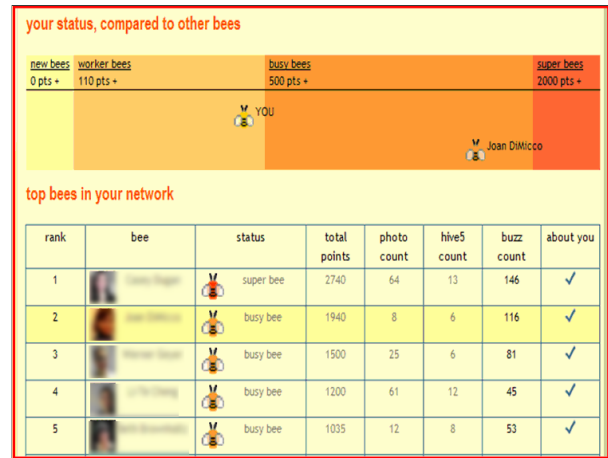 your status, compared to other bees
new bees worker bees busy bees super bees
0 pts + 110 pts + 500 pts + 2000 pts +
YOU
Joan DiMicco
top bees in your network
rank bee status total points photo count hive5 count buzz count about you
1 super bee 2740 64 13 146
2 busy bee 1940 8 6 116
3 busy bee 1500 25 6 81
4 busy bee 1200 61 12 45
5 busy bee 1035 12 8 53